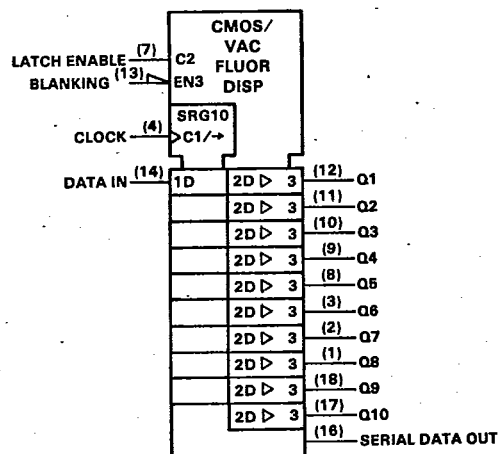 CMOS/
VAC
FLUOR
DISP
LATCH ENABLE (7) C2
BLANKING (13) EN3
SRG10
CLOCK (4) C1/→
DATA IN (14) 1D 2D ▷ 3 (12) Q1
2D ▷ 3 (11) Q2
2D ▷ 3 (10) Q3
2D ▷ 3 (9) Q4
2D ▷ 3 (8) Q5
2D ▷ 3 (3) Q6
2D ▷ 3 (2) Q7
2D ▷ 3 (1) Q8
2D ▷ 3 (18) Q9
2D ▷ 3 (17) Q10
(16) SERIAL DATA OUT